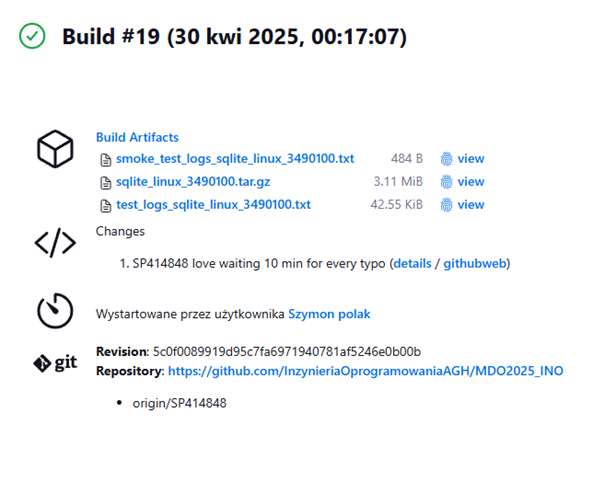 Build #19 (30 kwi 2025, 00:17:07)
Build Artifacts
smoke_test_logs_sqlite_linux_3490100.txt 484 B view
sqlite_linux_3490100.tar.gz 3.11 MiB view
test_logs_sqlite_linux_3490100.txt 42.55 KiB view
Changes
1. SP414848 love waiting 10 min for every typo (details / githubweb)
Wystartowane przez użytkownika Szymon polak
git
Revision: 5c0f0089919d95c7fa6971940781af5246e0b00b
Repository: https://github.com/InzynieriaOprogramowaniaAGH/MDO2025_INO
• origin/SP414848